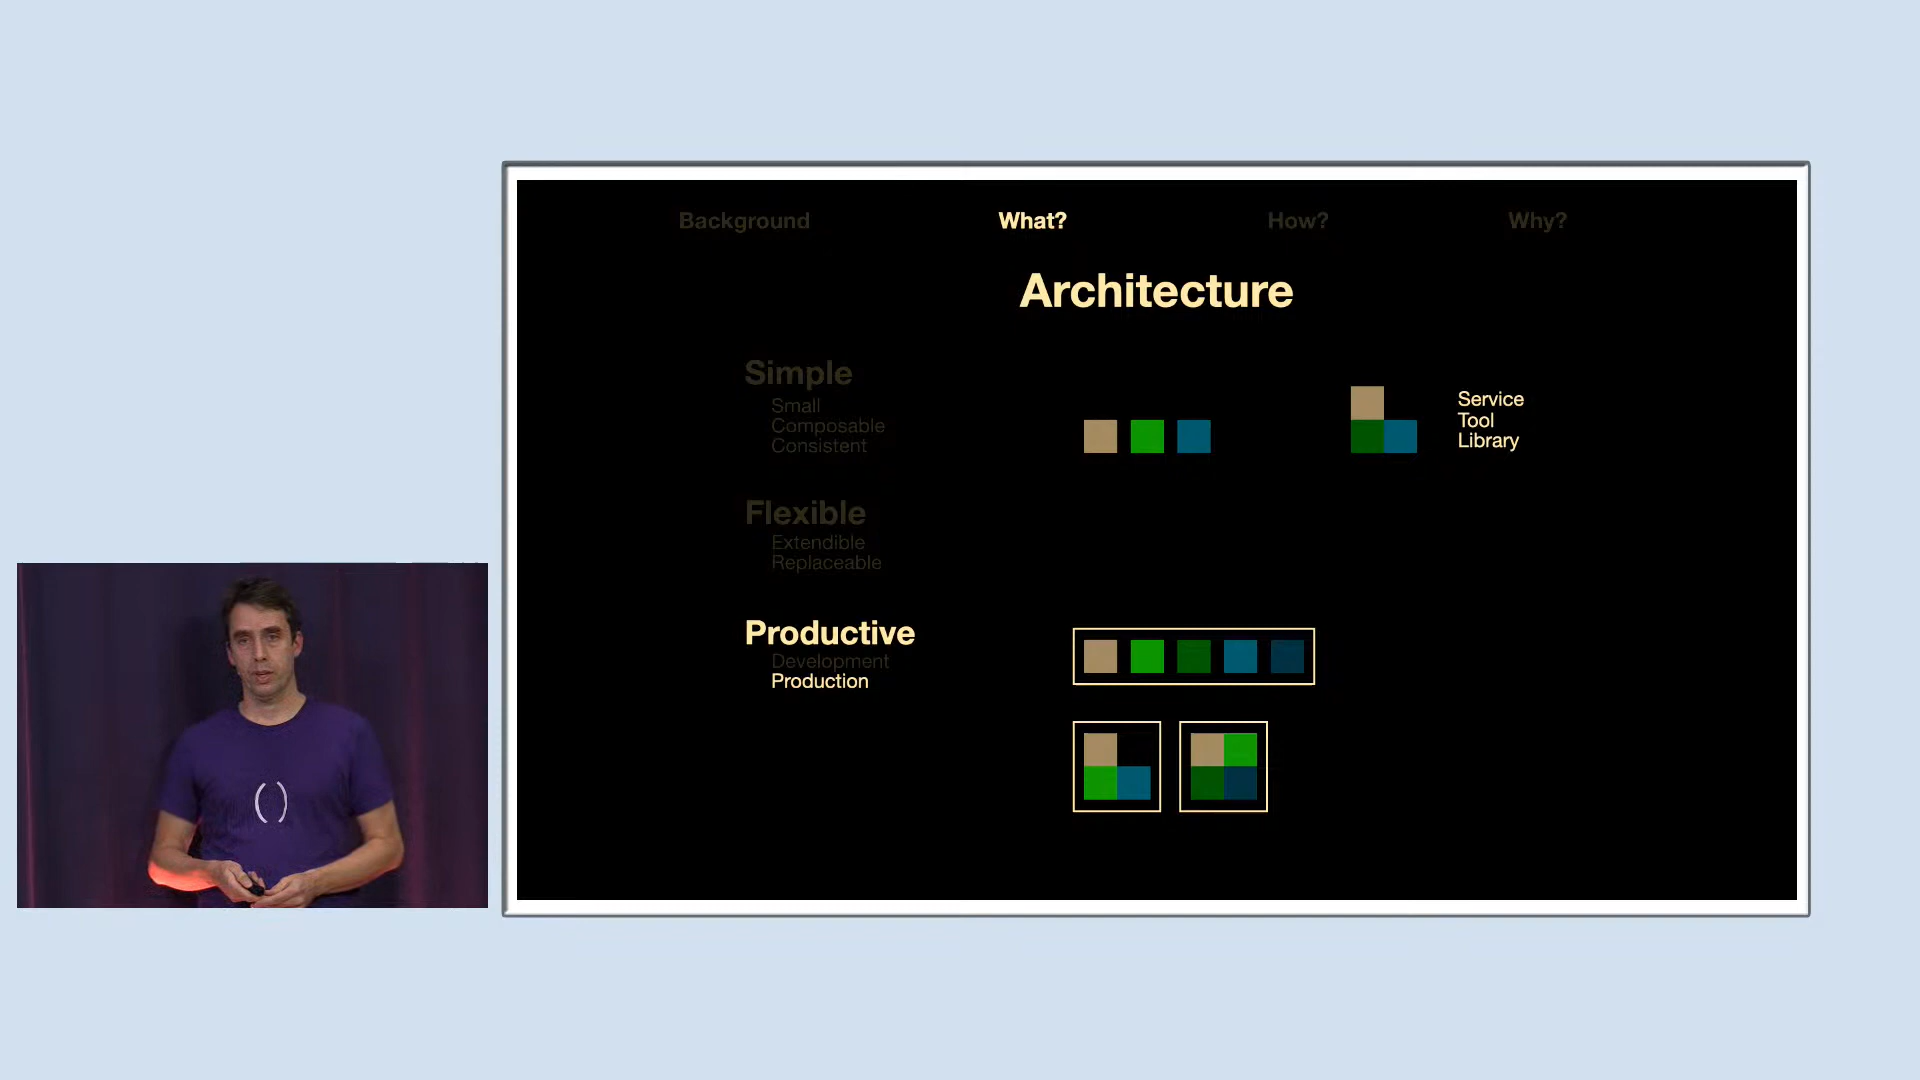 Background
What?
How?
Why?
Architecture
Simple
Small
Composable
Consistent
Service
Tool
Library
Flexible
Extendible
Replaceable
Productive
Development
Production
( )